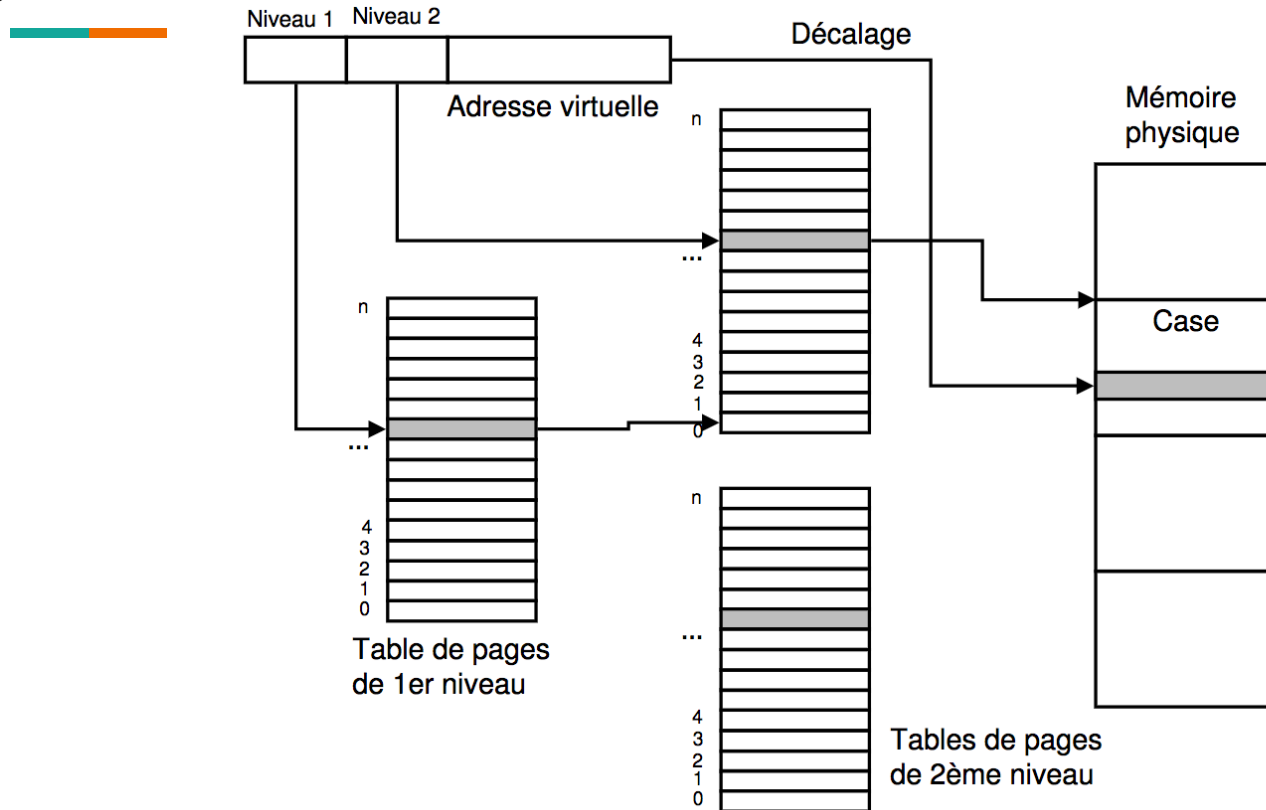 Niveau 1
Niveau 2
Décalage
Adresse virtuelle
Mémoire
physique
n
...
4
3
2
1
0
Case
n
...
4
3
2
1
0
Table de pages
de 1er niveau
n
...
4
3
2
1
0
Tables de pages
de 2ème niveau